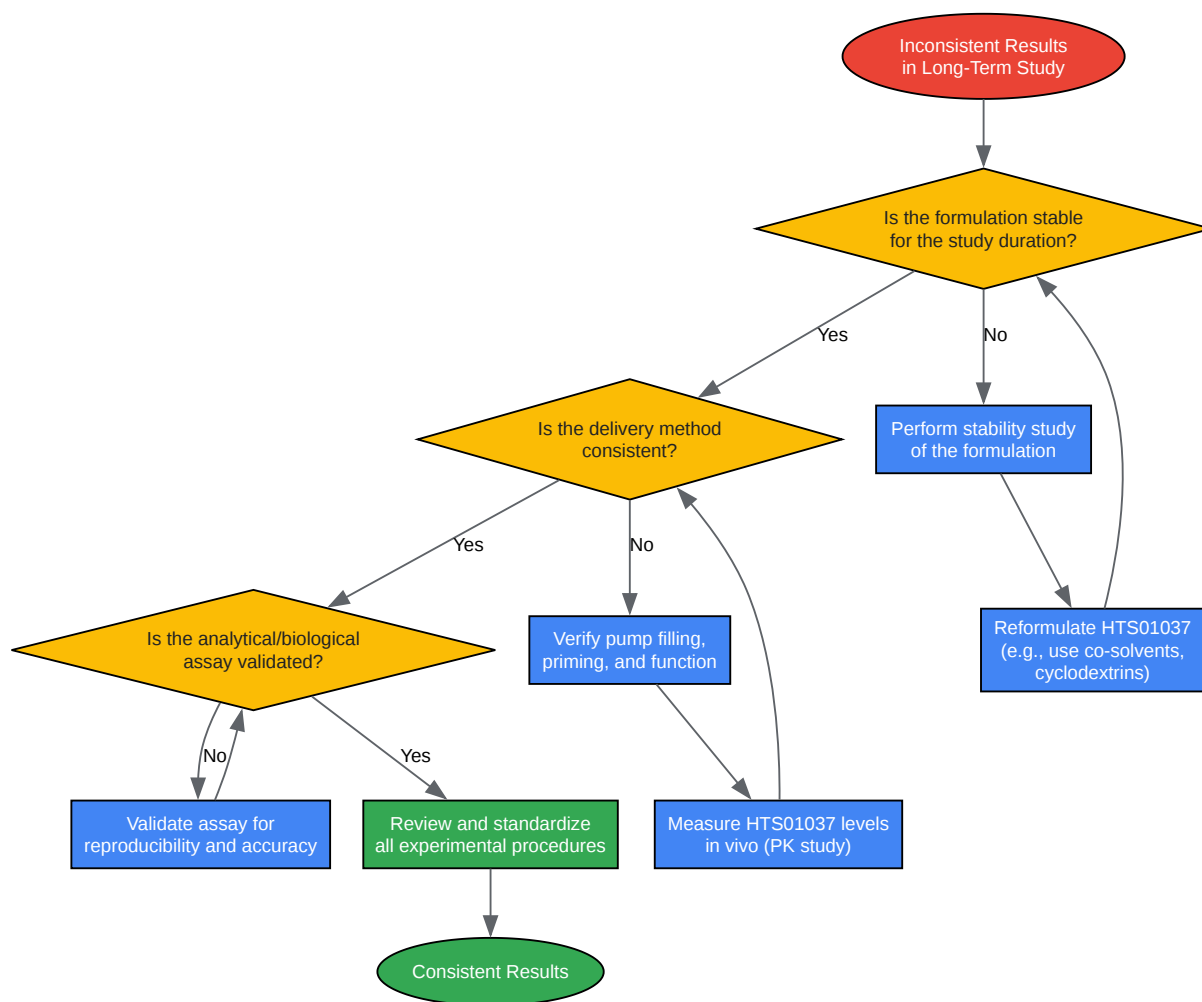 Inconsistent Results
in Long-Term Study
Is the formulation stable
for the study duration?
Yes
No
Is the delivery method
consistent?
Perform stability study
of the formulation
Yes
No
Is the analytical/biological
assay validated?
Verify pump filling,
priming, and function
Reformulate HTS01037
(e.g., use co-solvents,
cyclodextrins)
No
Yes
Validate assay for
reproducibility and accuracy
Review and standardize
all experimental procedures
Measure HTS01037 levels
in vivo (PK study)
Consistent Results